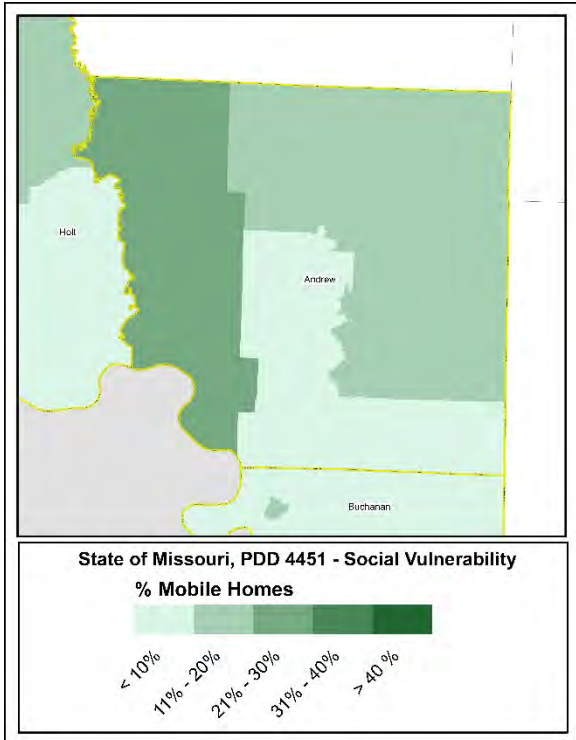 Holt
Andrew
Buchanan
State of Missouri, PDD 4451 - Social Vulnerability
% Mobile Homes
< 10%
11% - 20%
21% - 30%
31% - 40%
> 40 %